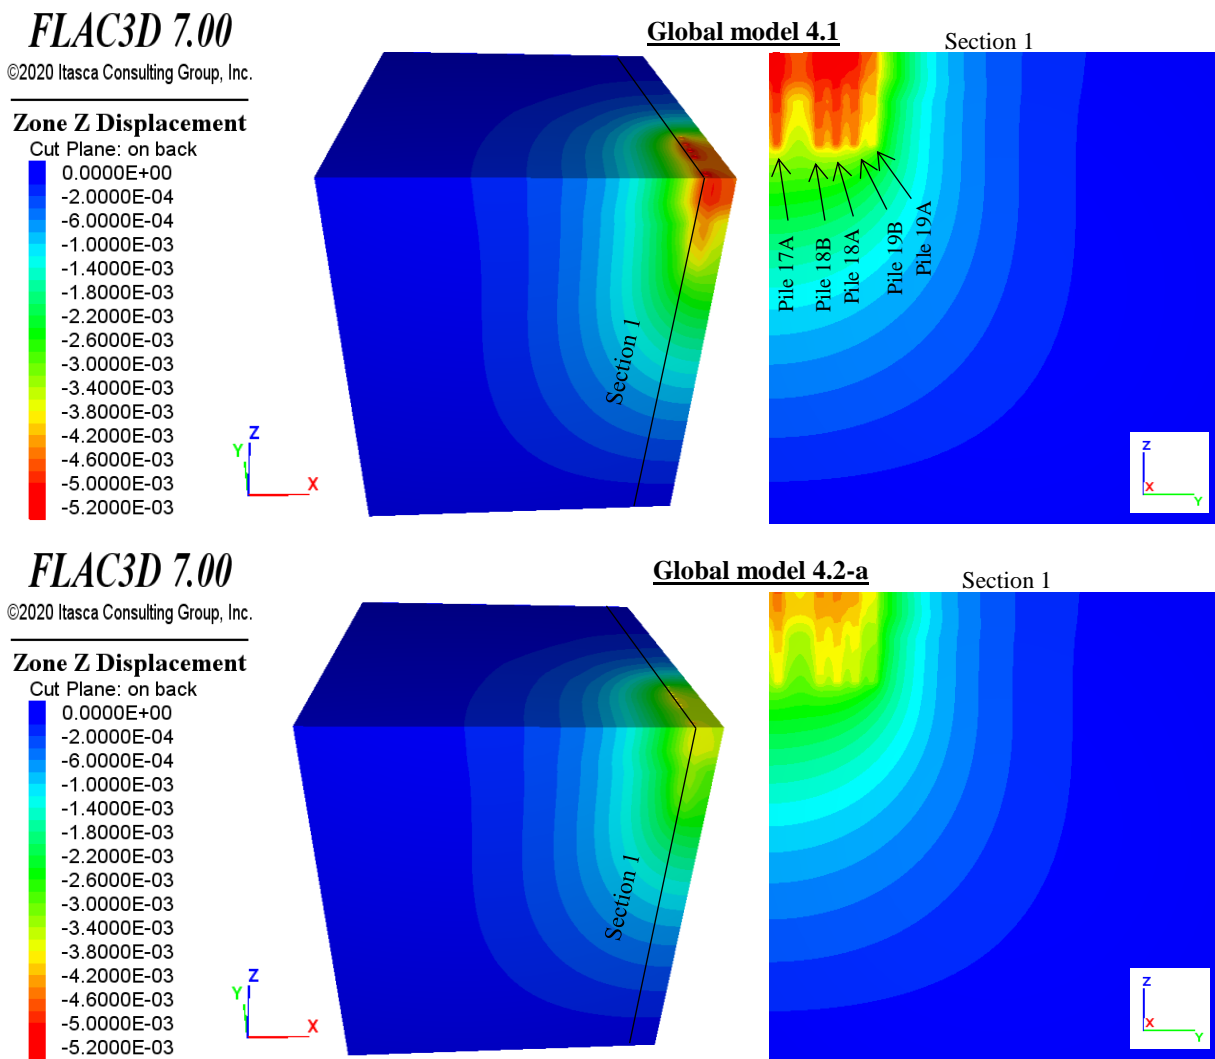 FLAC3D 7.00
©2020 Itasca Consulting Group, Inc.
Zone Z Displacement
Cut Plane: on back
0.0000E+00
-2.0000E-04
-6.0000E-04
-1.0000E-03
-1.4000E-03
-1.8000E-03
-2.2000E-03
-2.6000E-03
-3.0000E-03
-3.4000E-03
-3.8000E-03
-4.2000E-03
-4.6000E-03
-5.0000E-03
-5.2000E-03
Z
Y
X
Global model 4.1
Section 1
Section 1
Pile 17A
Pile 18B
Pile 18A
Pile 19B
Pile 19A
Z
X
Y
FLAC3D 7.00
©2020 Itasca Consulting Group, Inc.
Zone Z Displacement
Cut Plane: on back
0.0000E+00
-2.0000E-04
-6.0000E-04
-1.0000E-03
-1.4000E-03
-1.8000E-03
-2.2000E-03
-2.6000E-03
-3.0000E-03
-3.4000E-03
-3.8000E-03
-4.2000E-03
-4.6000E-03
-5.0000E-03
-5.2000E-03
Z
Y
X
Global model 4.2-a
Section 1
Section 1
Z
X
Y